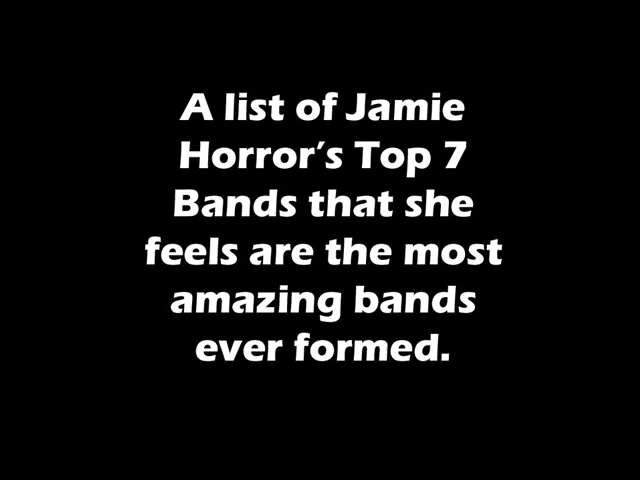 A list of Jamie
Horror’s Top 7
Bands that she
feels are the most
amazing bands
ever formed.